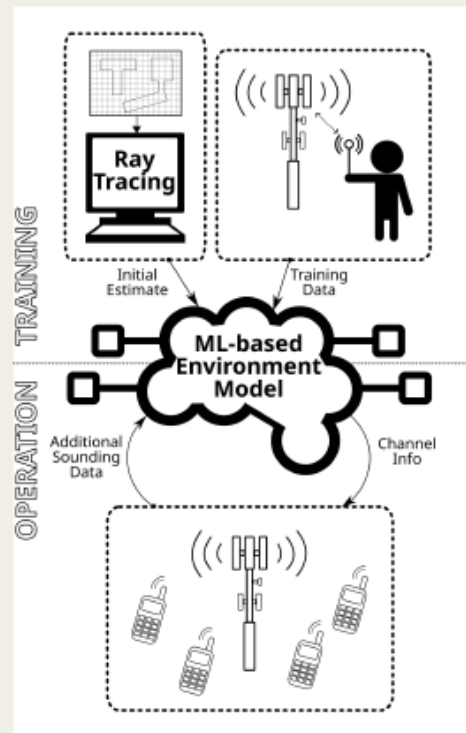 Ray
Tracing
TRAINING
Initial
Estimate
Training
Data
ML-based
Environment
Model
OPERATION
Additional
Sounding
Data
Channel
Info